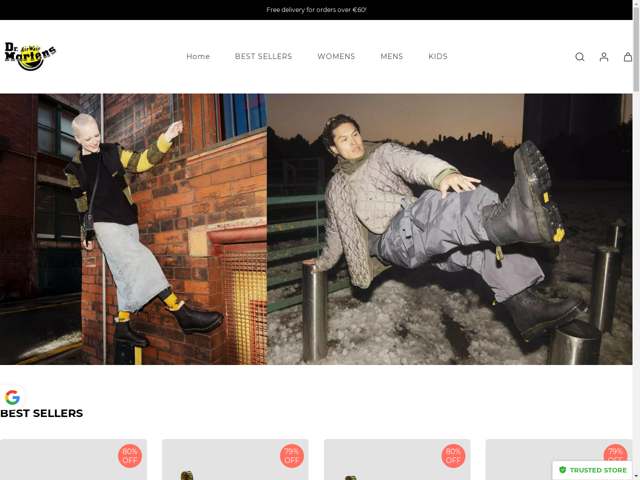 Free delivery for orders over €60!
Dr. AirWair
Martens
Home
BEST SELLERS
WOMENS
MENS
KIDS
BEST SELLERS
80%
OFF
79%
OFF
80%
OFF
79%
OFF
TRUSTED STORE